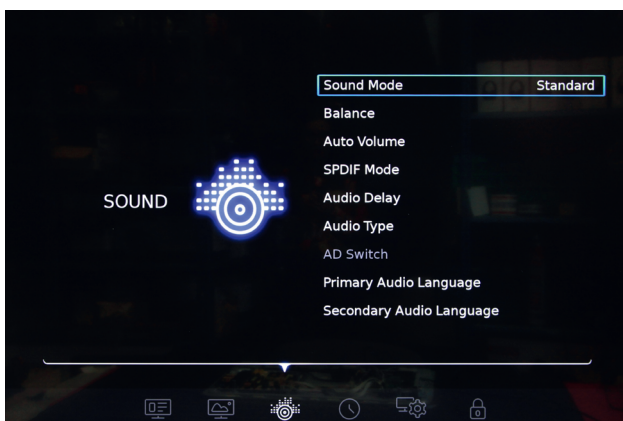 Sound Mode Standard
Balance
Auto Volume
SPDIF Mode
SOUND
Audio Delay
Audio Type
AD Switch
Primary Audio Language
Secondary Audio Language